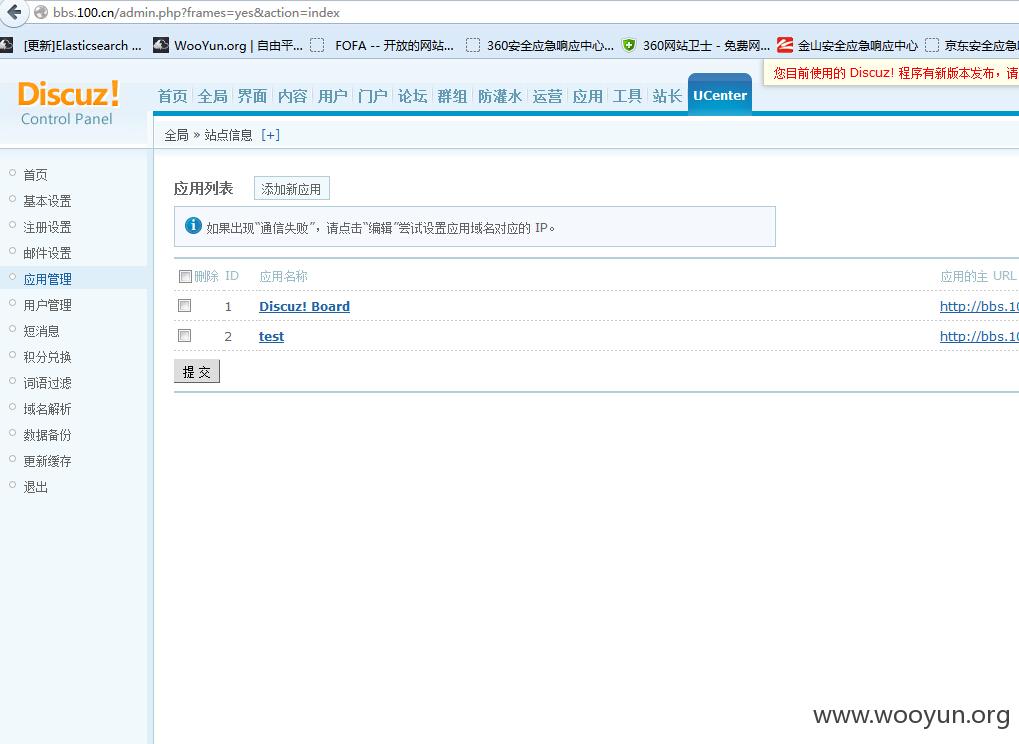 bbs.100.cn/admin.php?frames=yes&action=index
[更新]Elasticsearch ... WooYun.org | 自由平... FOFA -- 开放的网站... 360安全应急响应中心... 360网站卫士 - 免费网... 金山安全应急响应中心 京东安全应急
您目前使用的 Discuz! 程序有新版本发布，请
Discuz!
Control Panel
首页 全局 界面 内容 用户 门户 论坛 群组 防灌水 运营 应用 工具 站长 UCenter
全局 » 站点信息 [+]
首页
基本设置
注册设置
邮件设置
应用管理
用户管理
短消息
积分兑换
词语过滤
域名解析
数据备份
更新缓存
退出
应用列表 添加新应用
如果出现“通信失败”，请点击“编辑”尝试设置应用域名对应的 IP。
删除 ID 应用名称 应用的主 URL
1 Discuz! Board http://bbs.10
2 test http://bbs.10
提交
www.wooyun.org